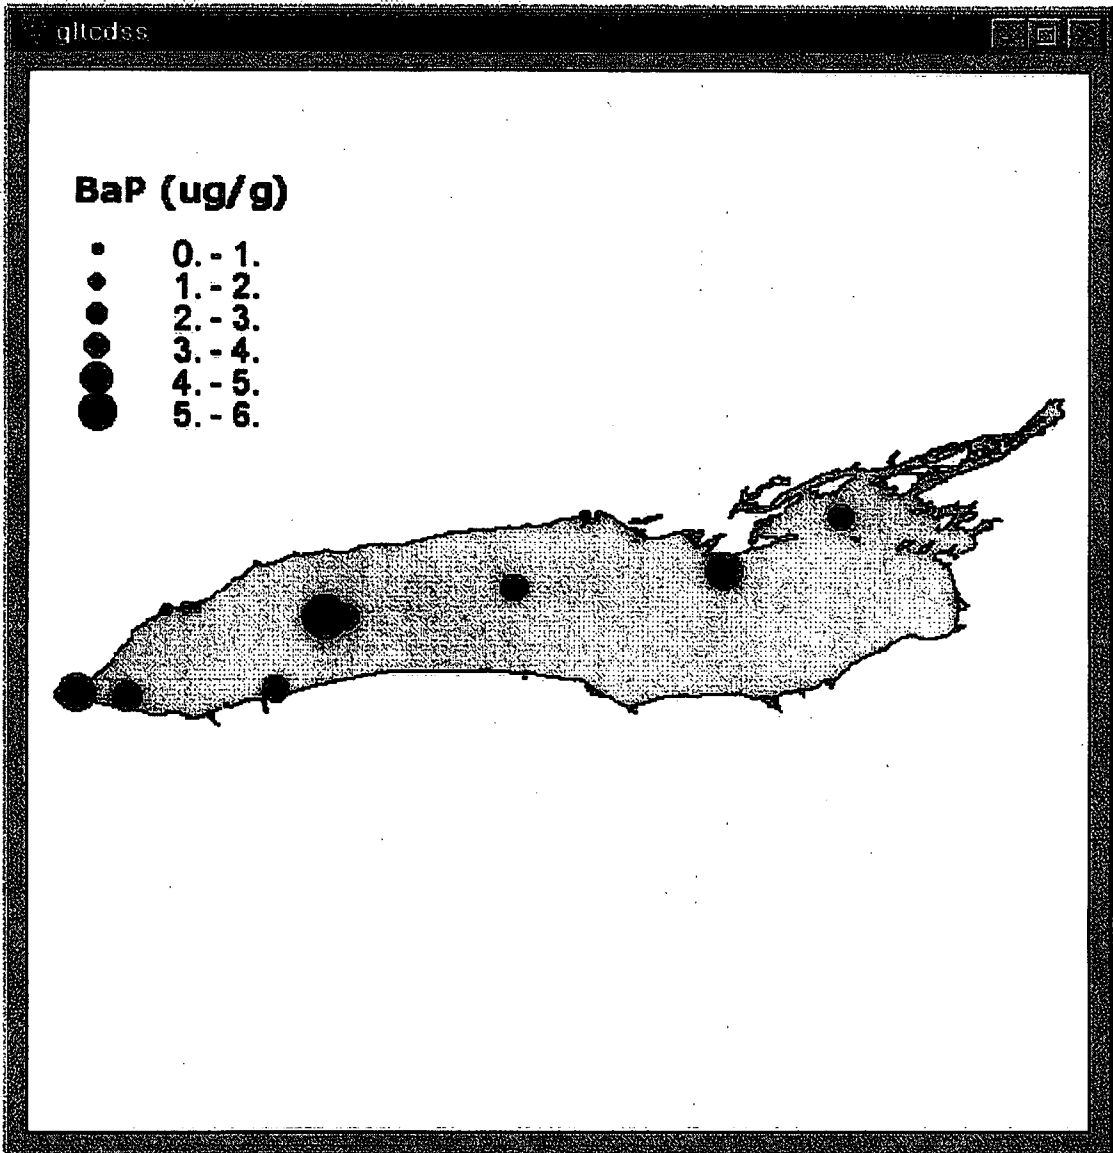 gltcdss
BaP (ug/g)
0. - 1.
1. - 2.
2. - 3.
3. - 4.
4. - 5.
5. - 6.